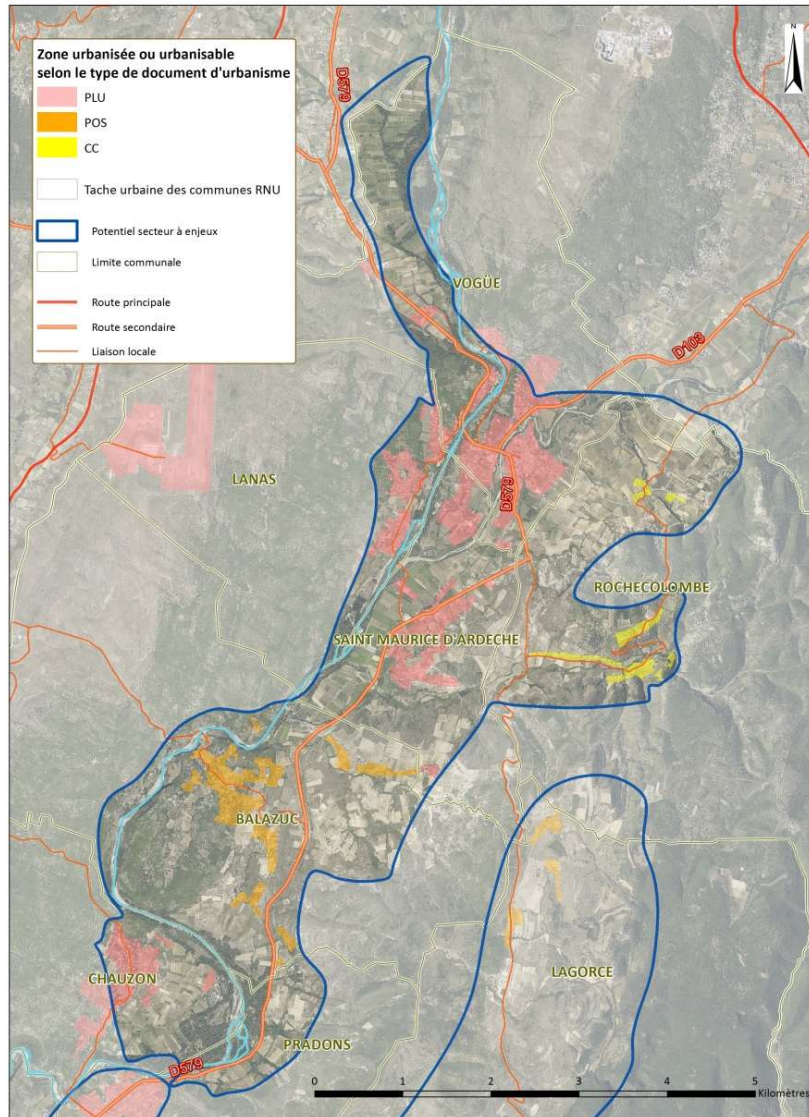 N
Zone urbanisée ou urbanisable
selon le type de document d'urbanisme
PLU
POS
CC
Tache urbaine des communes RNU
Potentiel secteur à enjeux
Limite communale
Route principale
Route secondaire
Liaison locale
D579
VOGÜE
D103
LANAS
D579
ROCHECOLOMBE
SAINT MAURICE D'ARDECHE
BALAZUC
CHAUZON
LAGORCE
PRADONS
D579
0 1 2 3 4 5
Kilomètres